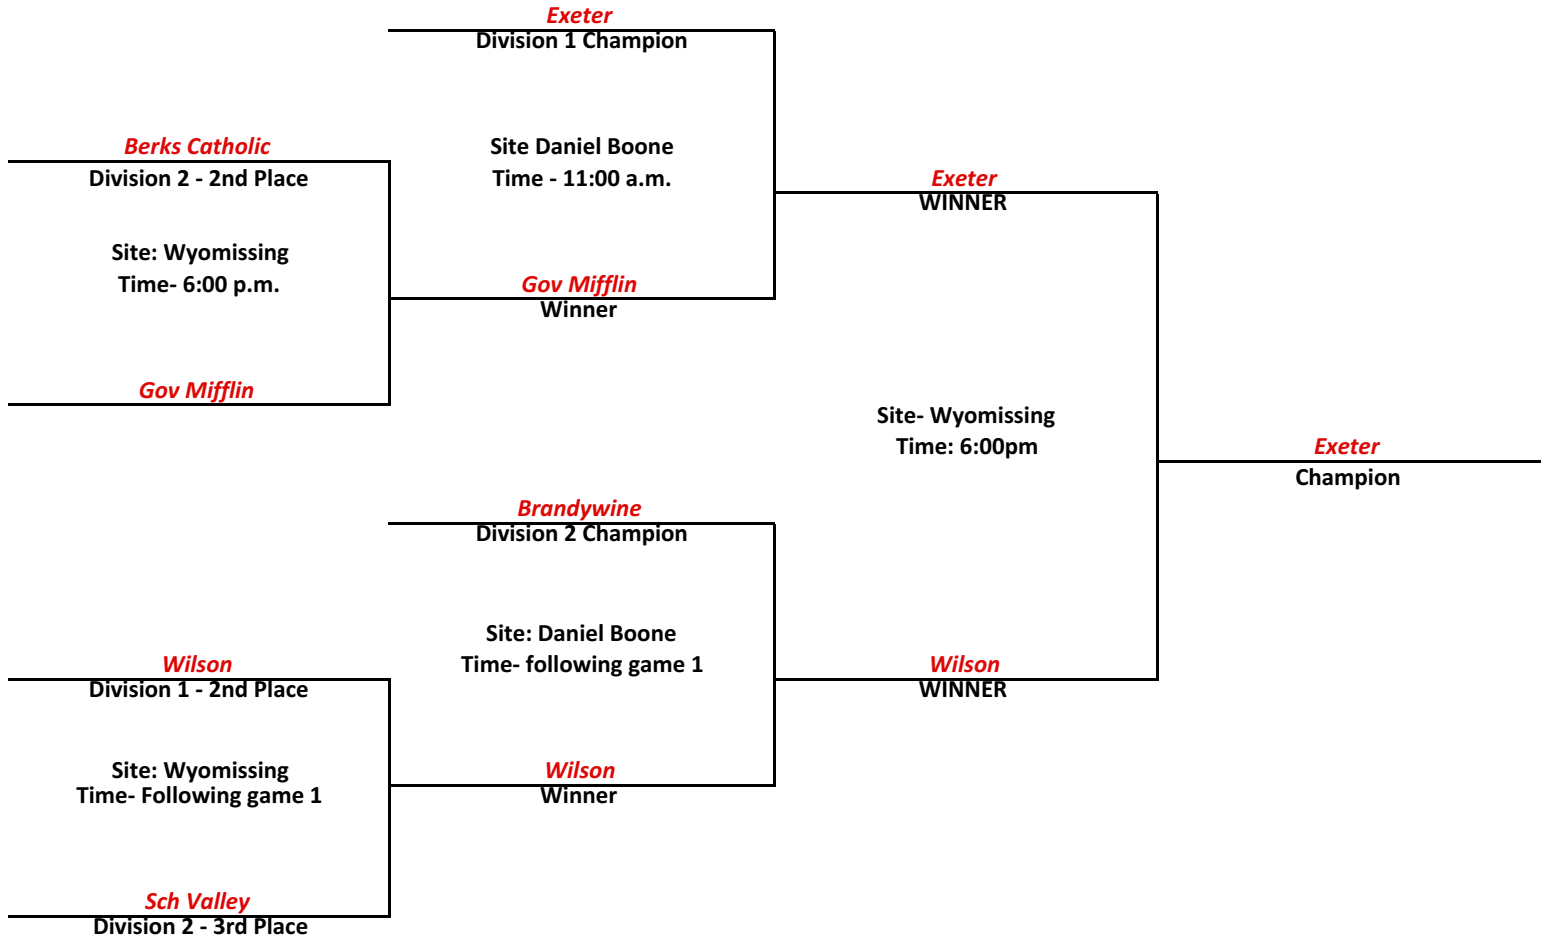 Exeter
Division 1 Champion
Berks Catholic
Division 2 - 2nd Place
Site: Wyomissing
Time- 6:00 p.m.
Gov Mifflin
Site Daniel Boone
Time - 11:00 a.m.
Gov Mifflin
Winner
Exeter
WINNER
Site- Wyomissing
Time: 6:00pm
Exeter
Champion
Brandywine
Division 2 Champion
Site: Daniel Boone
Time- following game 1
Wilson
Division 1 - 2nd Place
Site: Wyomissing
Time- Following game 1
Sch Valley
Division 2 - 3rd Place
Wilson
Winner
Wilson
WINNER